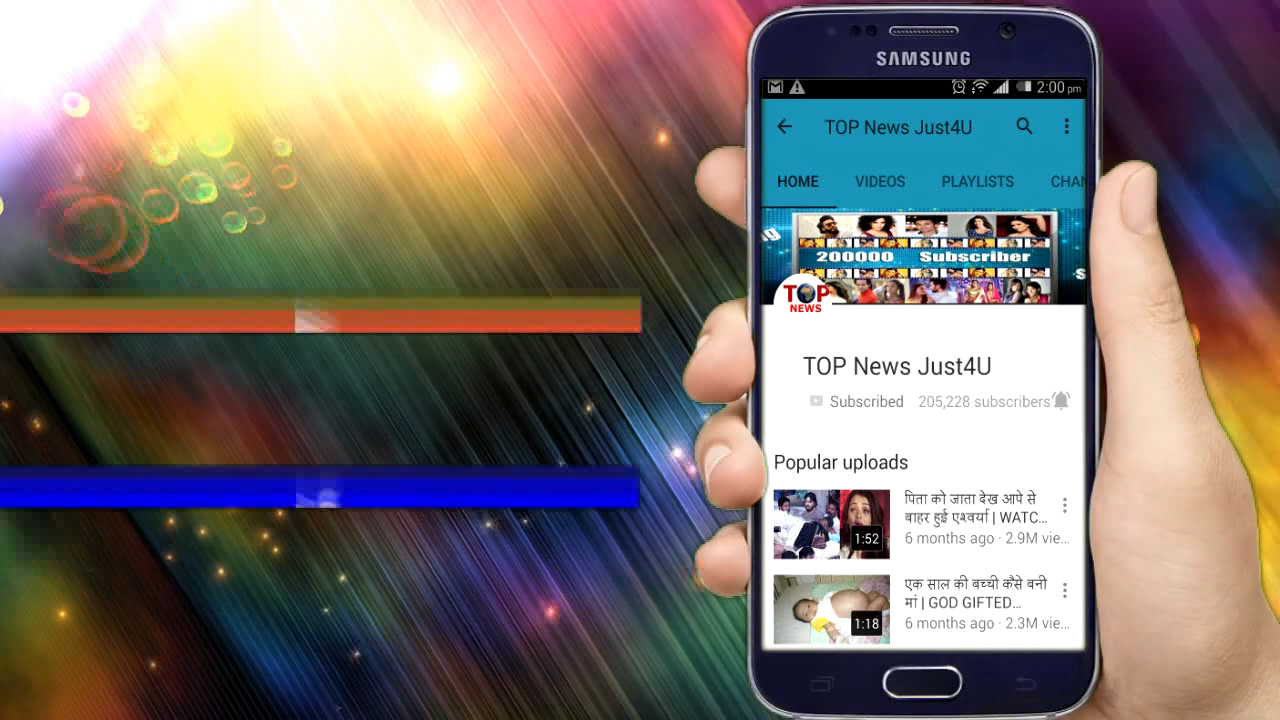 SAMSUNG
2:00 pm
TOP News Just4U
HOME VIDEOS PLAYLISTS CHAN
200000 Subscriber
TOP
NEWS
TOP News Just4U
Subscribed 205,228 subscribers
Popular uploads
पिता को जाता देख आपे से
बाहर हुई एश्वर्या | WATC...
1:52
6 months ago · 2.9M vie...
एक साल की बच्ची कैसे बनी
मां | GOD GIFTED...
1:18
6 months ago · 2.3M vie...